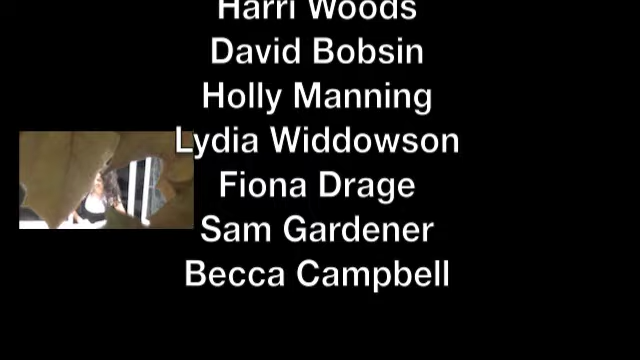 Harri Woods
David Bobsin
Holly Manning
Lydia Widdowson
Fiona Drage
Sam Gardener
Becca Campbell